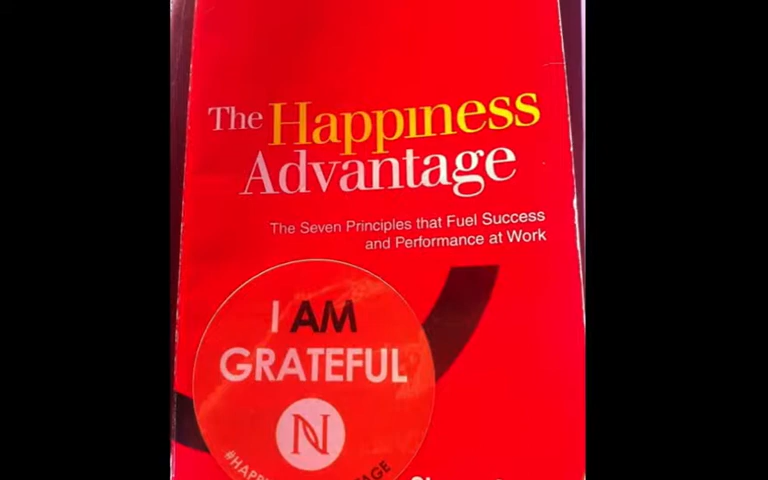 The Happiness
Advantage
The Seven Principles that Fuel Success
and Performance at Work
I AM
GRATEFUL
N